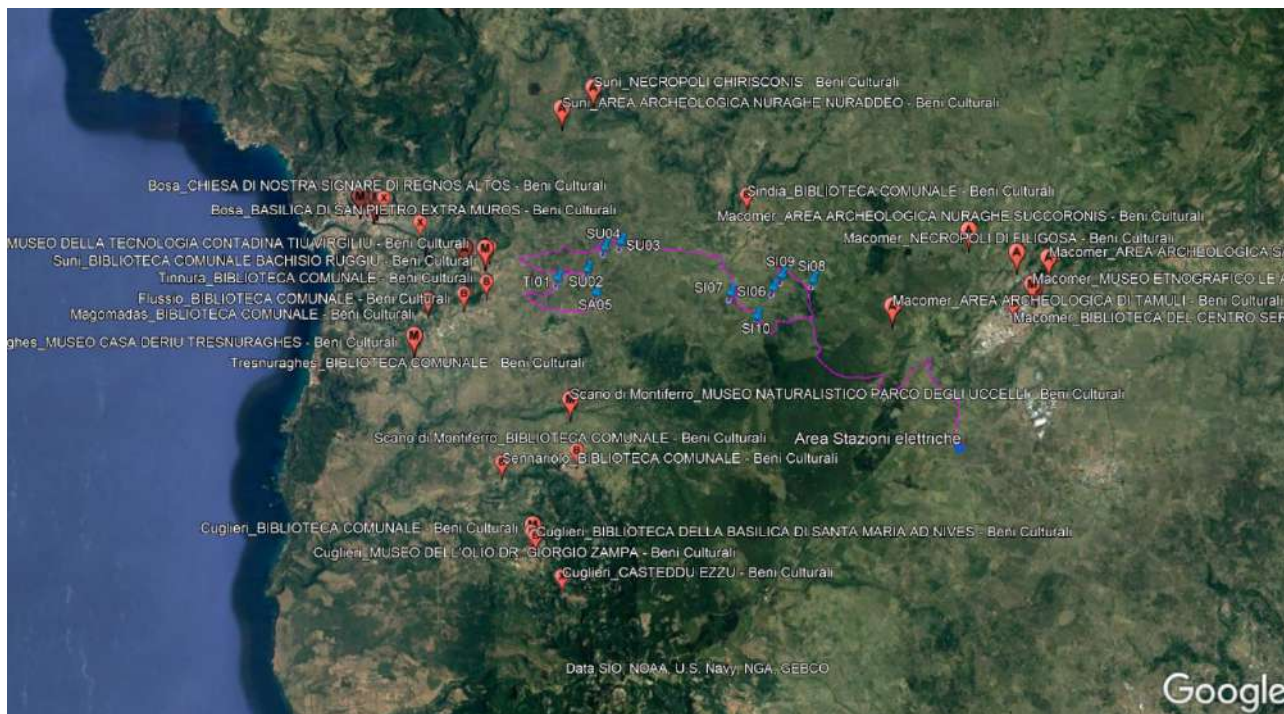 Suni_NECROPOLI CHIRISCONIS - Beni Culturali
Suni_AREA ARCHEOLOGICA NURAGHE NURADDEO - Beni Culturali
Bosa_CHIESA DI NOSTRA SIGNARE DI REGNOS ALTOS - Beni Culturali
Sindia_BIBLIOTECA COMUNALE - Beni Culturali
Bosa_BASILICA DI SAN PIETRO EXTRA MUROS - Beni Culturali
Macomer_AREA ARCHEOLOGICA NURAGHE SUCCORONIS - Beni Culturali
SU04
SU03
Macomer_NECROPOLI DI FILIGOSA - Beni Culturali
MUSEO DELLA TECNOLOGIA CONTADINA TIU VIRGILIU - Beni Culturali
Macomer_AREA ARCHEOLOGICA S
Suni_BIBLIOTECA COMUNALE BACHISIO RUGGIU - Beni Culturali
SI09
Si08
Tinnura_BIBLIOTECA COMUNALE - Beni Culturali
TI01
SU02
Macomer_MUSEO ETNOGRAFICO LE
SI07
SI06
Flussio_BIBLIOTECA COMUNALE - Beni Culturali
SA05
Macomer_AREA ARCHEOLOGICA DI TAMULI - Beni Culturali
Magomadas_BIBLIOTECA COMUNALE - Beni Culturali
SI10
Macomer_BIBLIOTECA DEL CENTRO SER
ghes_MUSEO CASA DERIU TRESNURAGHES - Beni Culturali
Tresnuraghes_BIBLIOTECA COMUNALE - Beni Culturali
Scano di Montiferro_MUSEO NATURALISTICO PARCO DEGLI UCCELLI - Beni Culturali
Scano di Montiferro_BIBLIOTECA COMUNALE - Beni Culturali
Area Stazioni elettriche
Sennariolo_BIBLIOTECA COMUNALE - Beni Culturali
Cuglieri_BIBLIOTECA COMUNALE - Beni Culturali
Cuglieri_BIBLIOTECA DELLA BASILICA DI SANTA MARIA AD NIVES - Beni Culturali
Cuglieri_MUSEO DELL'OLIO DR. GIORGIO ZAMPA - Beni Culturali
Cuglieri_CASTEDDU EZZU - Beni Culturali
Data SIO, NOAA, U.S. Navy, NGA, GEBCO
Google